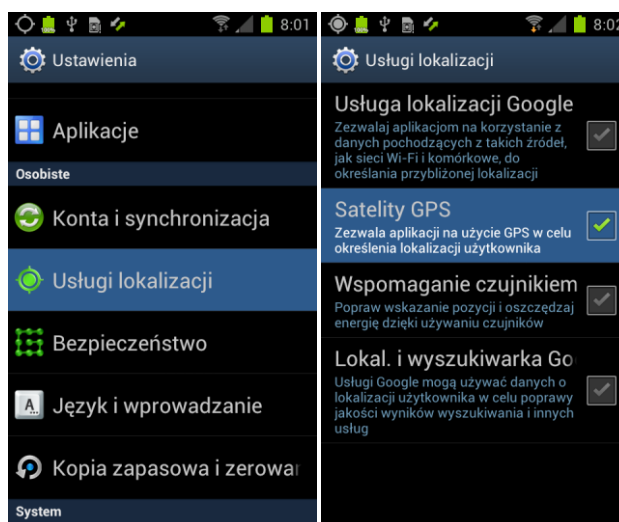 8:01
Ustawienia
Aplikacje
Osobiste
Konta i synchronizacja
Usługi lokalizacji
Bezpieczeństwo
A
Język i wprowadzanie
Kopia zapasowa i zerowa
System
8:02
Usługi lokalizacji
Usługa lokalizacji Google
Zezwalaj aplikacjom na korzystanie z
danych pochodzących z takich źródeł,
jak sieci Wi-Fi i komórkowe, do
określania przybliżonej lokalizacji
Satelity GPS
Zezwala aplikacji na użycie GPS w celu
określenia lokalizacji użytkownika
Wspomaganie czujnikiem
Popraw wskazanie pozycji i oszczędzaj
energię dzięki używaniu czujników
Lokal. i wyszukiwarka Go
Usługi Google mogą używać danych o
lokalizacji użytkownika w celu poprawy
jakości wyników wyszukiwania i innych
usług